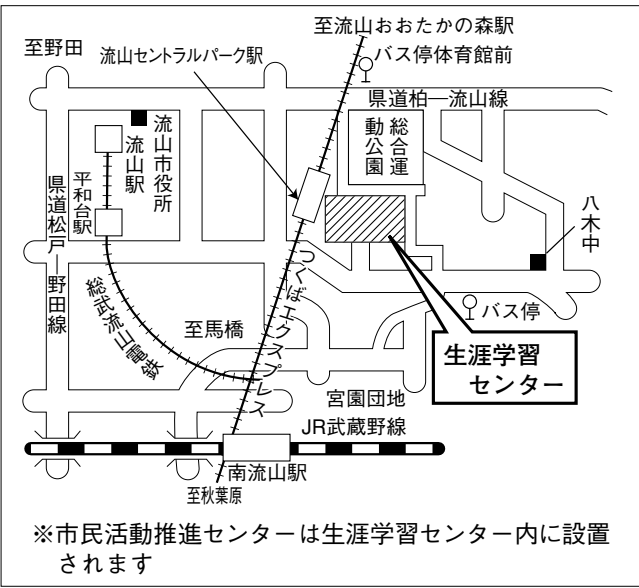 至流山おおたかの森駅
至野田
流山セントラルパーク駅
バス停体育館前
県道柏―流山線
総合運
動公園
流山市役所
流山駅
平和台駅
県道松戸―野田線
八木中
つくばエクスプレス
総武流山電鉄
至馬橋
バス停
生涯学習
センター
宮園団地
JR武蔵野線
南流山駅
至秋葉原
※市民活動推進センターは生涯学習センター内に設置
されます